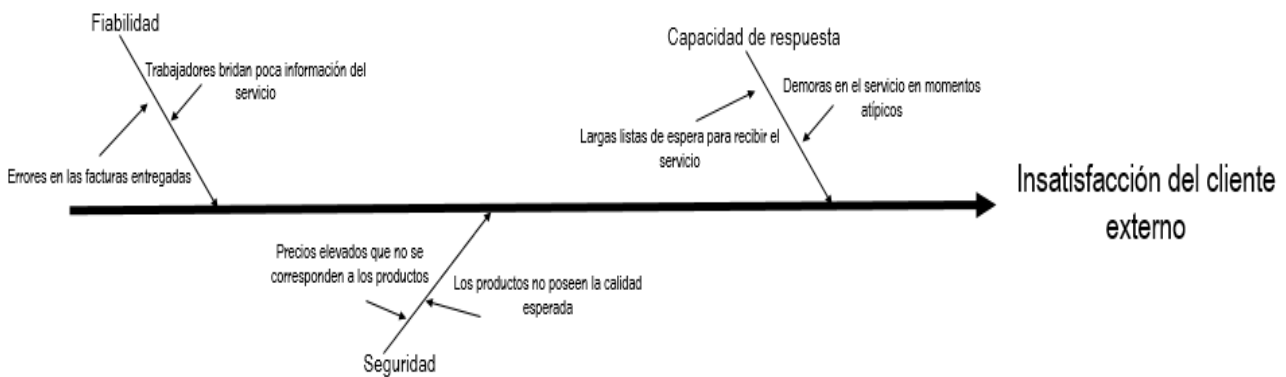 Fiabilidad
Trabajadores bridan poca información del
servicio
Errores en las facturas entregadas
Capacidad de respuesta
Demoras en el servicio en momentos
atípicos
Largas listas de espera para recibir el
servicio
Insatisfacción del cliente
externo
Precios elevados que no se
corresponden a los productos
Los productos no poseen la calidad
esperada
Seguridad